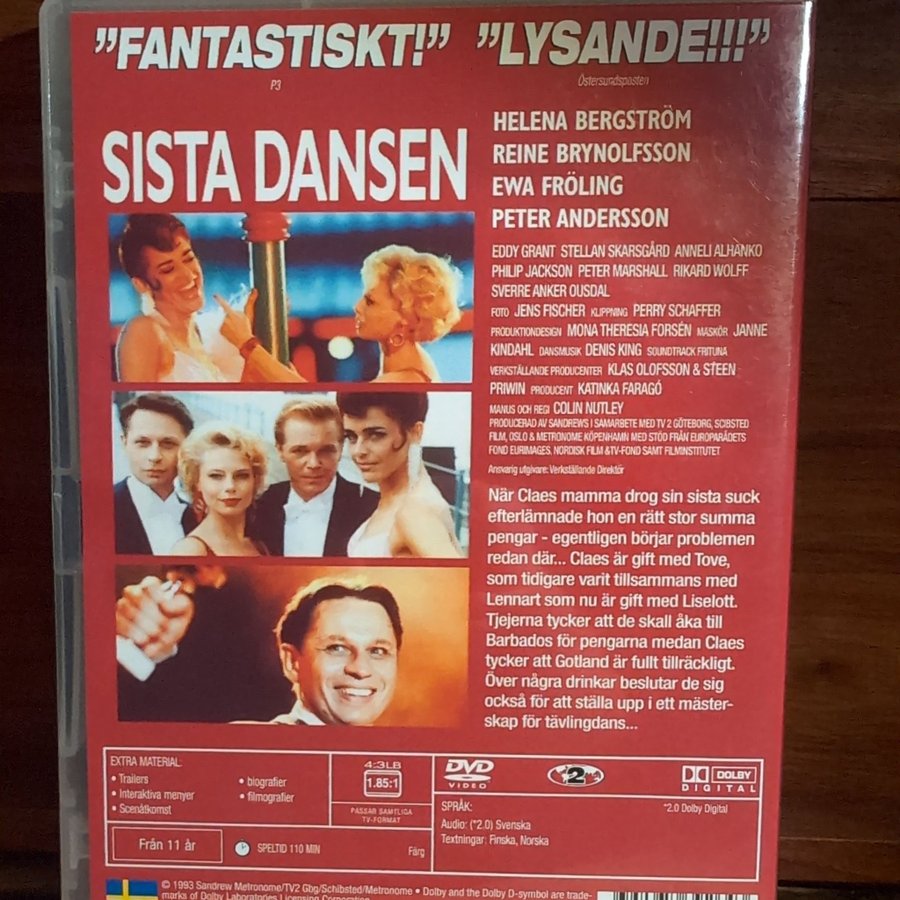 "FANTASTISKT!" "LYSANDE!!!"
P3
Östersundsposten
SISTA DANSEN
HELENA BERGSTRÖM
REINE BRYNOLFSSON
EWA FRÖLING
PETER ANDERSSON
EDDY GRANT STELLAN SKARSGÅRD ANNELI ALHANKO
PHILIP JACKSON PETER MARSHALL RIKARD WOLFF
SVERRE ANKER OUSDAL
FOTO JENS FISCHER KLIPPNING PERRY SCHAFFER
PRODUKTIONDESIGN MONA THERESIA FORSÉN MASKÖR JANNE
KINDAHL DANSMUSIK DENIS KING SOUNDTRACK FRITUNA
VERKSTÄLLANDE PRODUCENTER KLAS OLOFSSON & STEEN
PRIWIN PRODUCENT KATINKA FARAGÓ
MANUS OCH REGI COLIN NUTLEY
PRODUCERAD AV SANDREWS I SAMARBETE MED TV 2 GÖTEBORG, SCIBSTED
FILM, OSLO & METRONOME KÖPENHAMN MED STÖD FRÅN EUROPARÅDETS
FOND EURIMAGES, NORDISK FILM &TV-FOND SAMT FILMINSTITUTET
Ansvarig utgivare: Verkställande Direktör
När Claes mamma drog sin sista suck
efterlämnade hon en rätt stor summa
pengar - egentligen börjar problemen
redan där... Claes är gift med Tove,
som tidigare varit tillsammans med
Lennart som nu är gift med Liselott.
Tjejerna tycker att de skall åka till
Barbados för pengarna medan Claes
tycker att Gotland är fullt tillräckligt.
Över några drinkar beslutar de sig
också för att ställa upp i ett mäster-
skap för tävlingdans...
EXTRA MATERIAL:
• Trailers
• Interaktiva menyer
• Scenåtkomst
• biografier
• filmografier
4:3LB
1.85:1
PASSAR SAMTLIGA
TV-FORMAT
DVD
VIDEO
2
DOLBY
DIGITAL
SPRÅK:
*2.0 Dolby Digital
Audio: (*2.0) Svenska
Textningar: Finska, Norska
Från 11 år
SPELTID 110 MIN
Färg
© 1993 Sandrew Metronome/TV2 Gbg/Schibsted/Metronome • Dolby and the Dolby D-symbol are trade-
marks of Dolby Laboratories Licensing Corporation